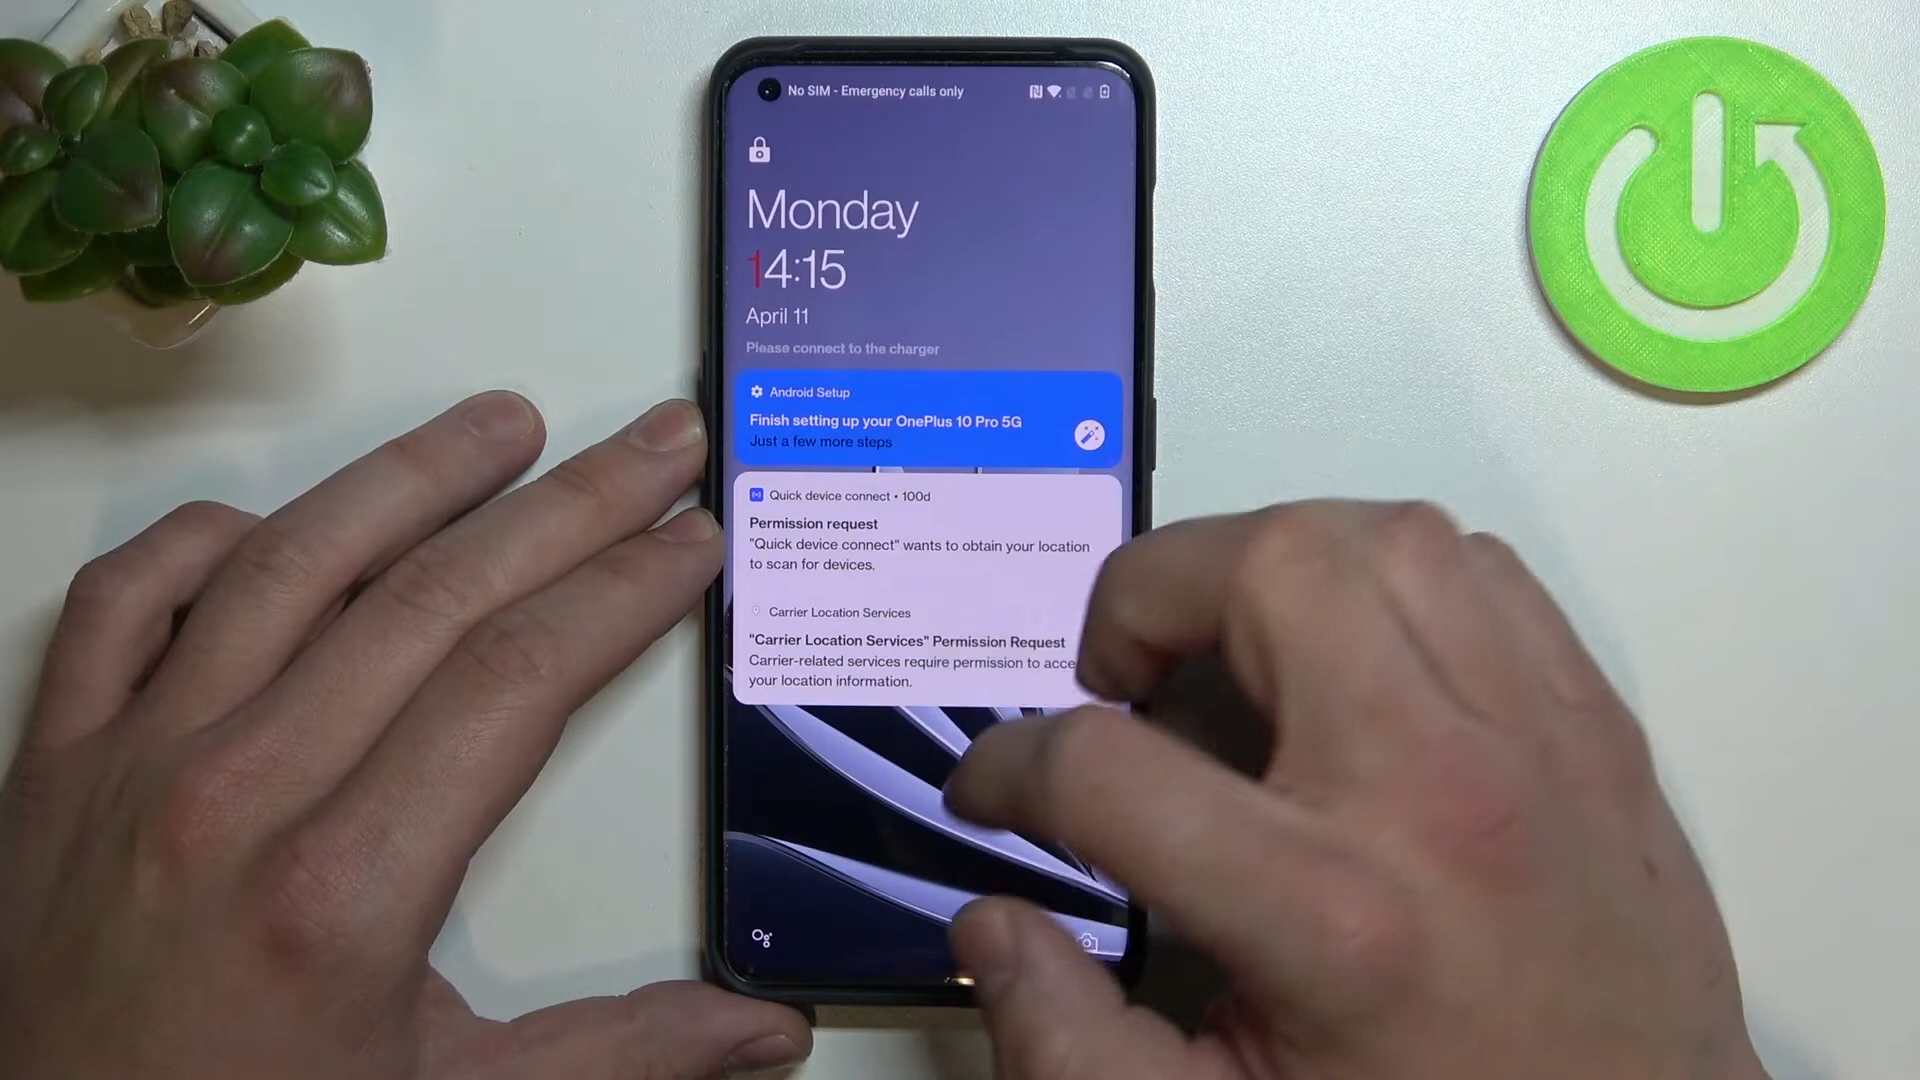 No SIM - Emergency calls only
Monday
14:15
April 11
Please connect to the charger
Android Setup
Finish setting up your OnePlus 10 Pro 5G
Just a few more steps
Quick device connect • 100d
Permission request
"Quick device connect" wants to obtain your location
to scan for devices.
Carrier Location Services
"Carrier Location Services" Permission Request
Carrier-related services require permission to acce
your location information.